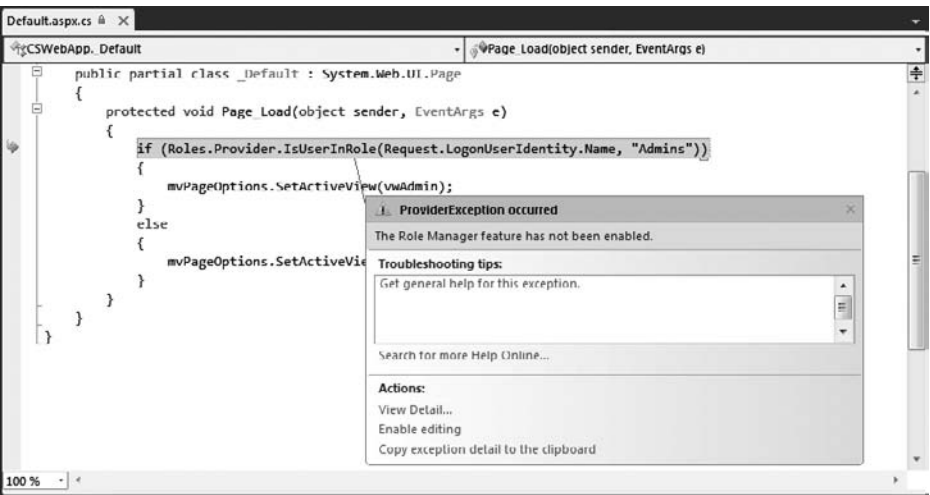 Default.aspx.cs
CSWebApp._Default
Page_Load(object sender, EventArgs e)
public partial class _Default : System.Web.UI.Page
{
protected void Page_Load(object sender, EventArgs e)
{
if (Roles.Provider.IsUserInRole(Request.LogonUserIdentity.Name, "Admins"))
{
mvPageOptions.SetActiveView(vwAdmin);
}
else
{
mvPageOptions.SetActiveVie
}
}
}
}
ProviderException occurred
The Role Manager feature has not been enabled.
Troubleshooting tips:
Get general help for this exception.
Search for more Help Online...
Actions:
View Detail...
Enable editing
Copy exception detail to the clipboard
100 %